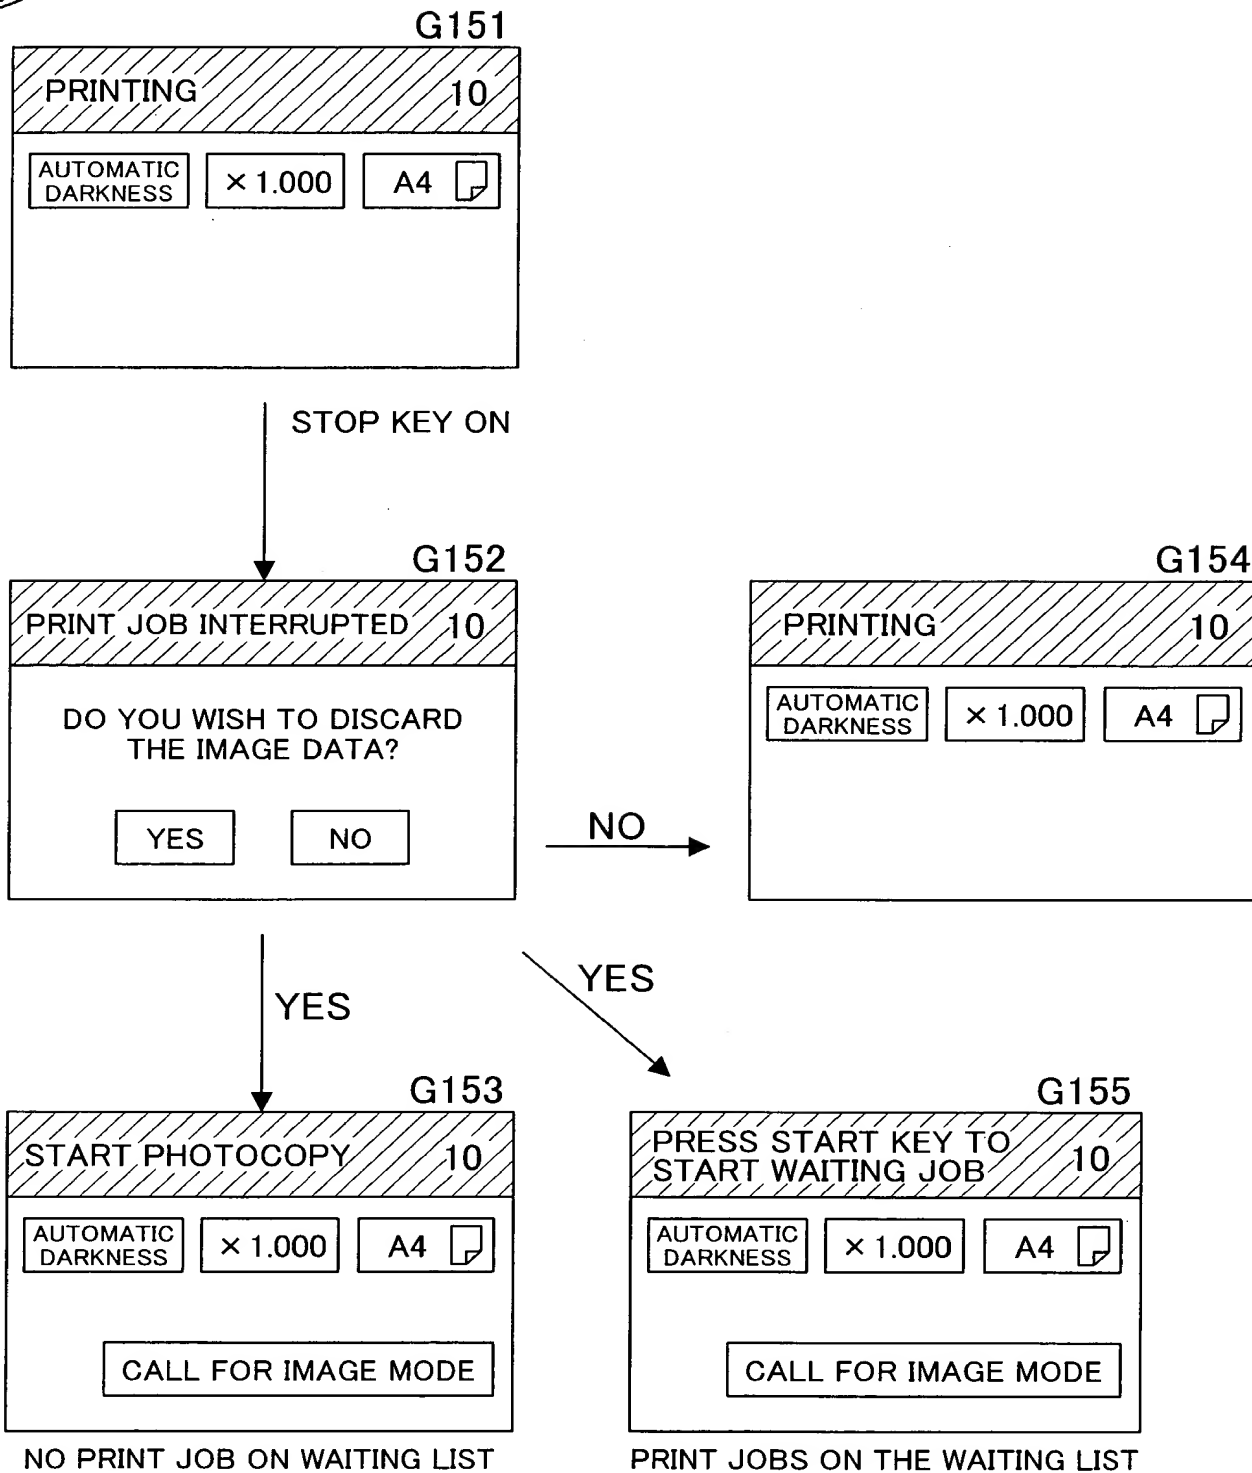 G151
PRINTING 10
AUTOMATIC
DARKNESS
× 1.000
A4
STOP KEY ON
G152
PRINT JOB INTERRUPTED 10
DO YOU WISH TO DISCARD
THE IMAGE DATA?
YES
NO
NO
G154
PRINTING 10
AUTOMATIC
DARKNESS
× 1.000
A4
YES
YES
G153
START PHOTOCOPY 10
AUTOMATIC
DARKNESS
× 1.000
A4
CALL FOR IMAGE MODE
NO PRINT JOB ON WAITING LIST
G155
PRESS START KEY TO
START WAITING JOB
10
AUTOMATIC
DARKNESS
× 1.000
A4
CALL FOR IMAGE MODE
PRINT JOBS ON THE WAITING LIST